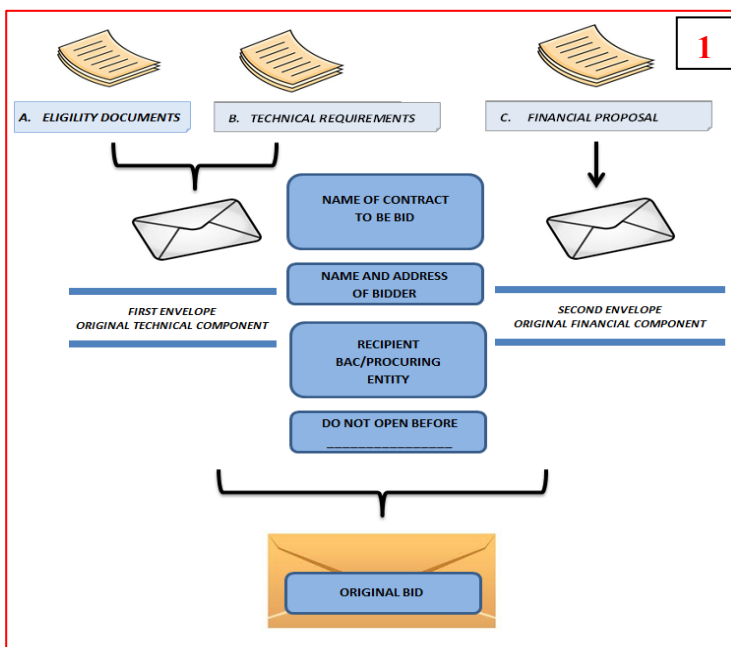 1
A. ELIGILITY DOCUMENTS
B. TECHNICAL REQUIREMENTS
C. FINANCIAL PROPOSAL
NAME OF CONTRACT
TO BE BID
NAME AND ADDRESS
OF BIDDER
FIRST ENVELOPE
ORIGINAL TECHNICAL COMPONENT
SECOND ENVELOPE
ORIGINAL FINANCIAL COMPONENT
RECIPIENT
BAC/PROCURING
ENTITY
DO NOT OPEN BEFORE
________________
ORIGINAL BID